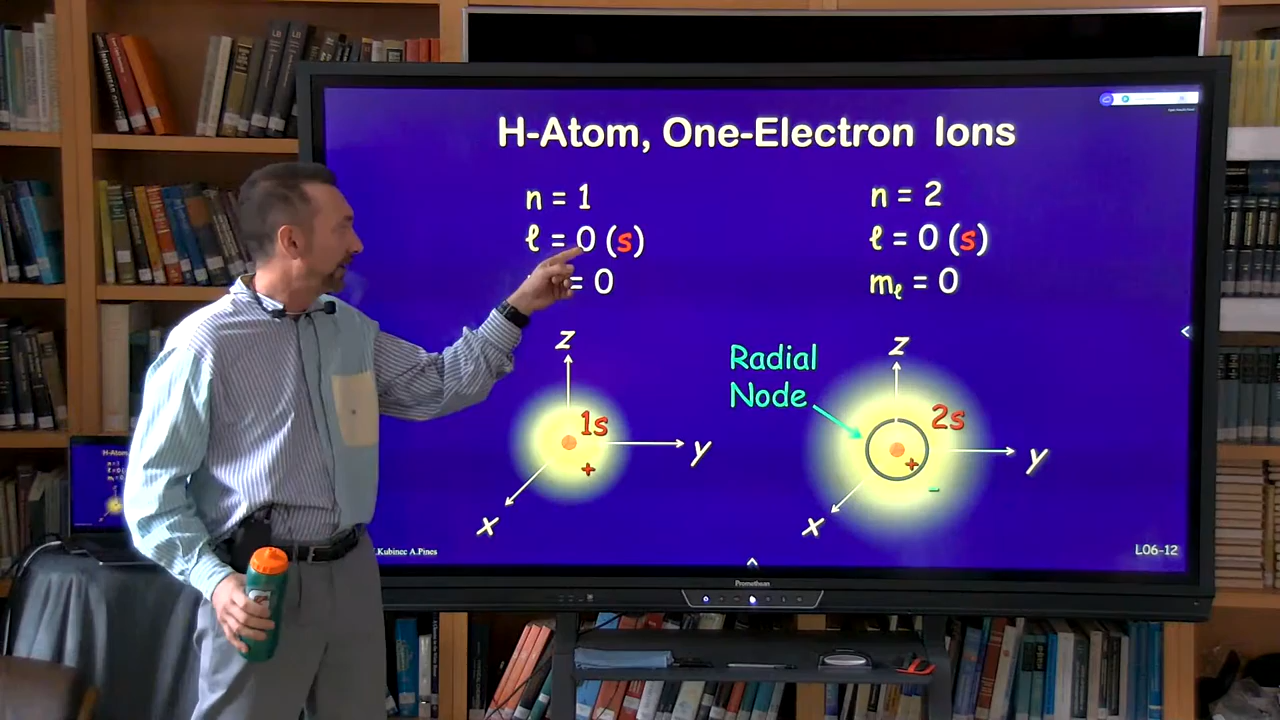 H-Atom, One-Electron Ions
n = 1
ℓ = 0 (s)
= 0
n = 2
ℓ = 0 (s)
mℓ = 0
z
1s
+
y
x
Radial
Node
z
2s
+
-
y
x
.Kubinec A.Pines
L06-12
Promethean